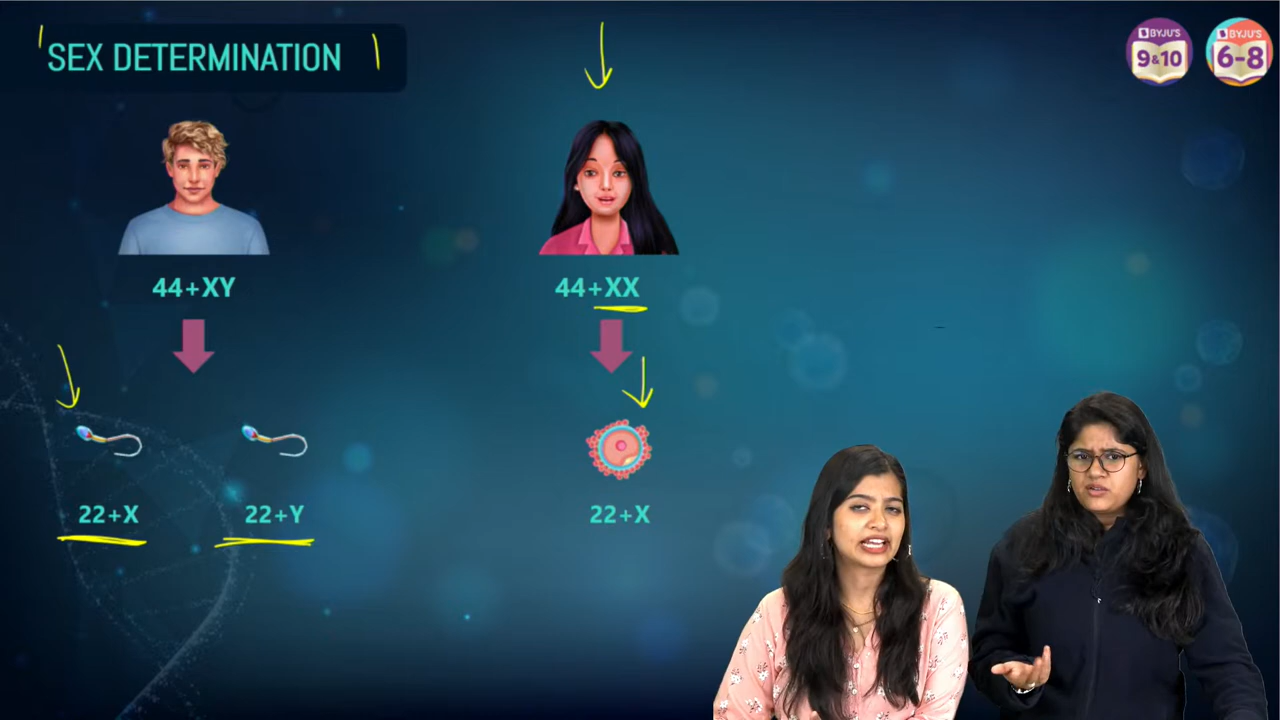 SEX DETERMINATION
BYJU'S
9&10
BYJU'S
6-8
44+XY
44+XX
22+X
22+Y
22+X